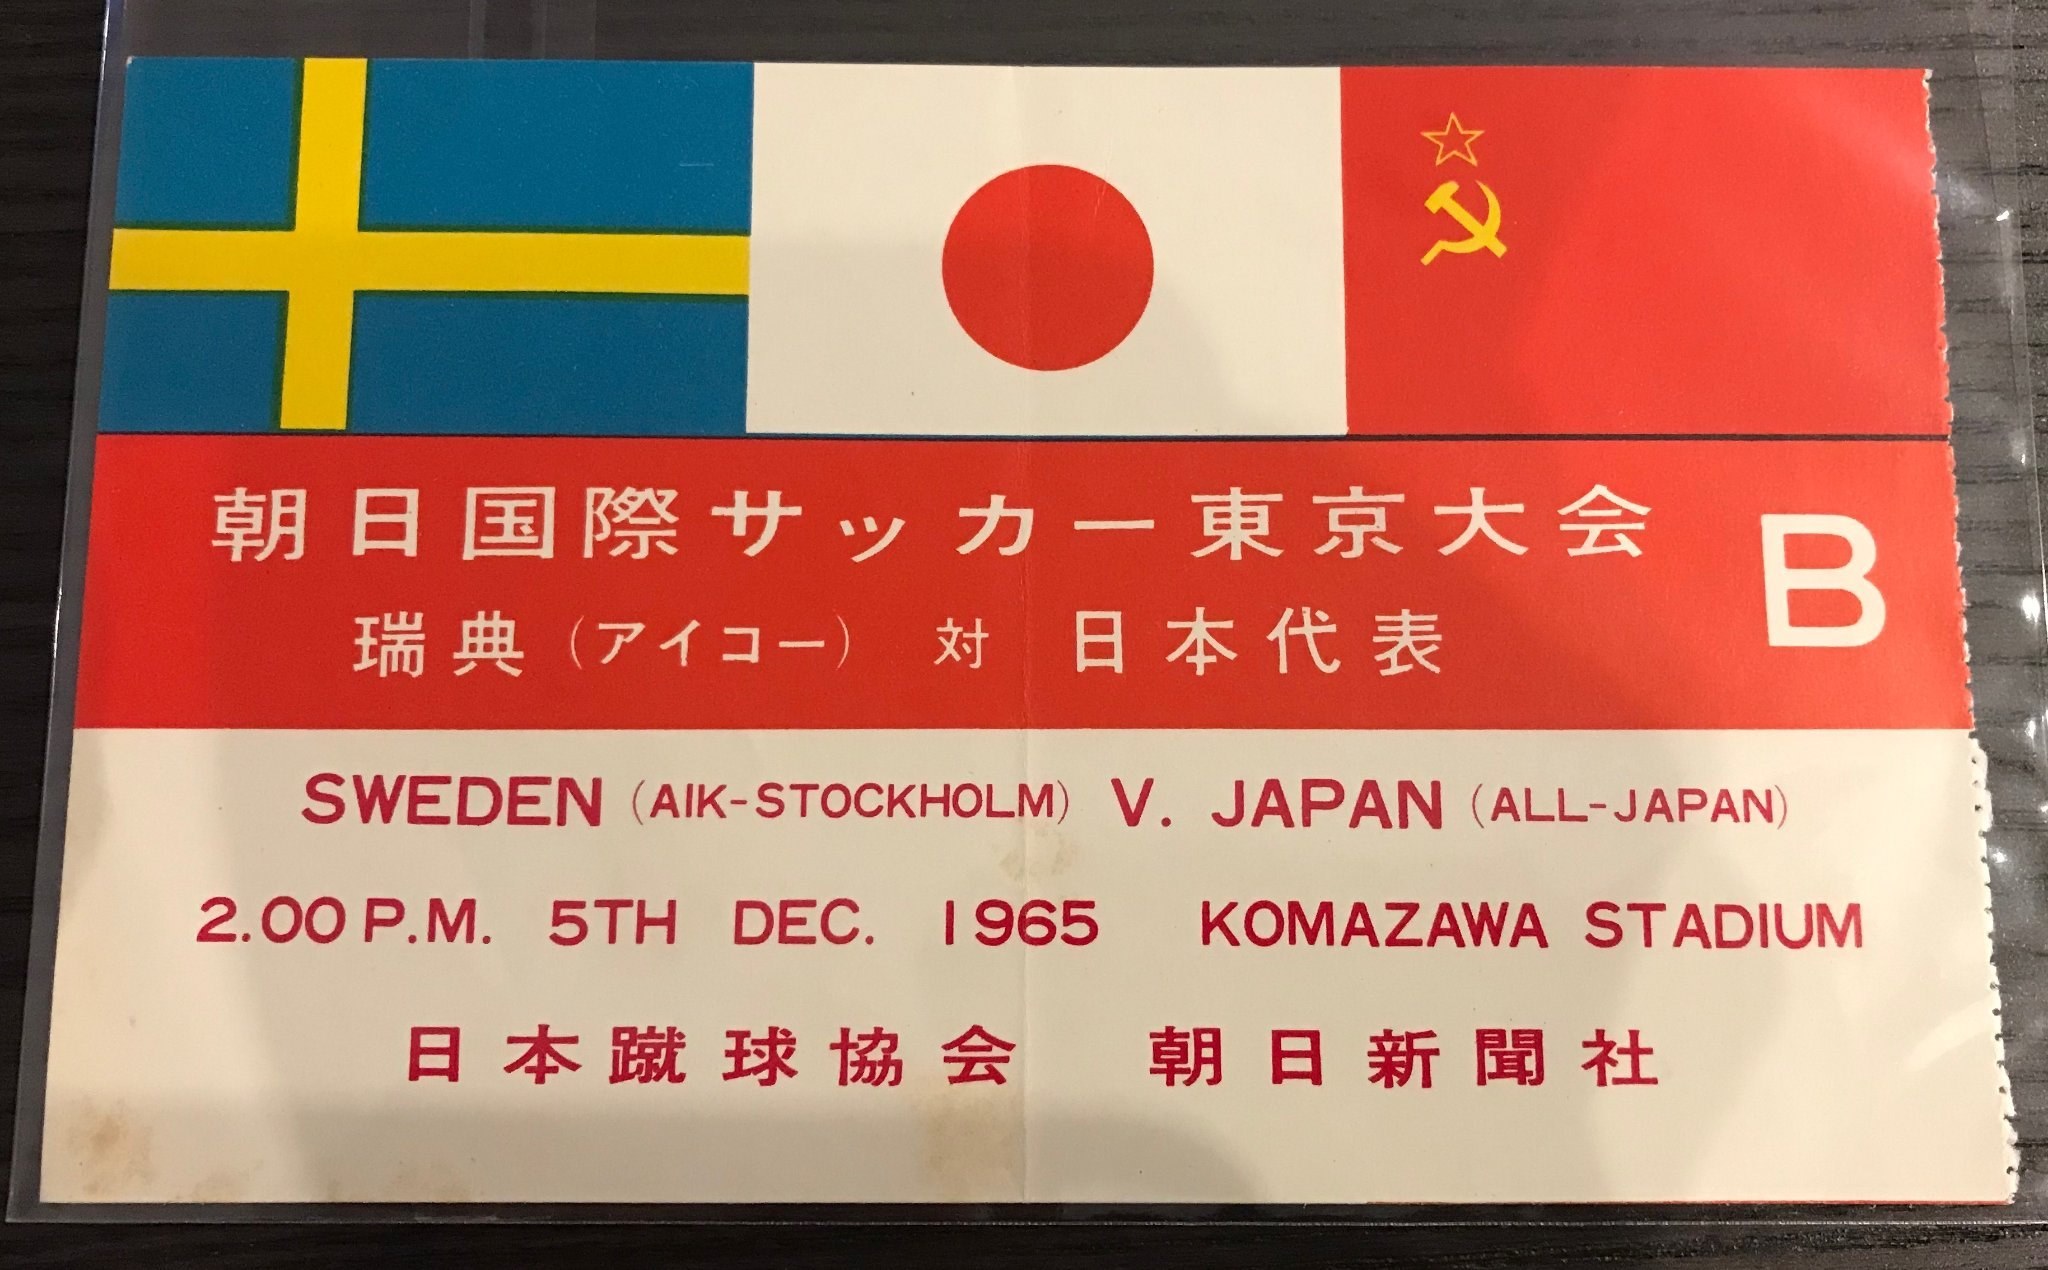 朝日国際サッカー東京大会
B
瑞典（アイコー） 対 日本代表
SWEDEN (AIK-STOCKHOLM) V. JAPAN (ALL-JAPAN)
2.00 P.M. 5TH DEC. 1965 KOMAZAWA STADIUM
日本蹴球協会 朝日新聞社